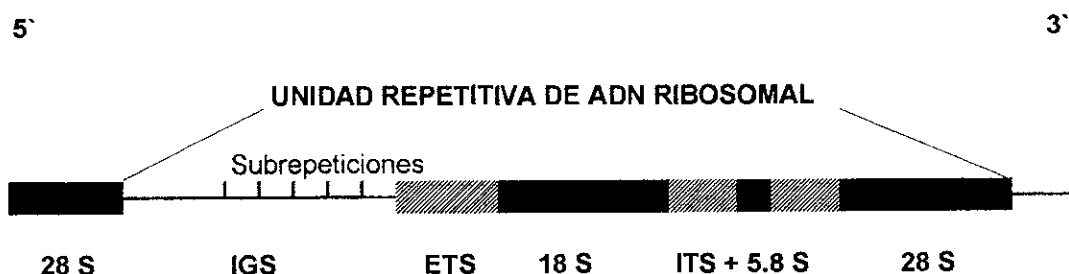 5` 3`
UNIDAD REPETITIVA DE ADN RIBOSOMAL
Subrepeticiones
28 S IGS ETS 18 S ITS + 5.8 S 28 S